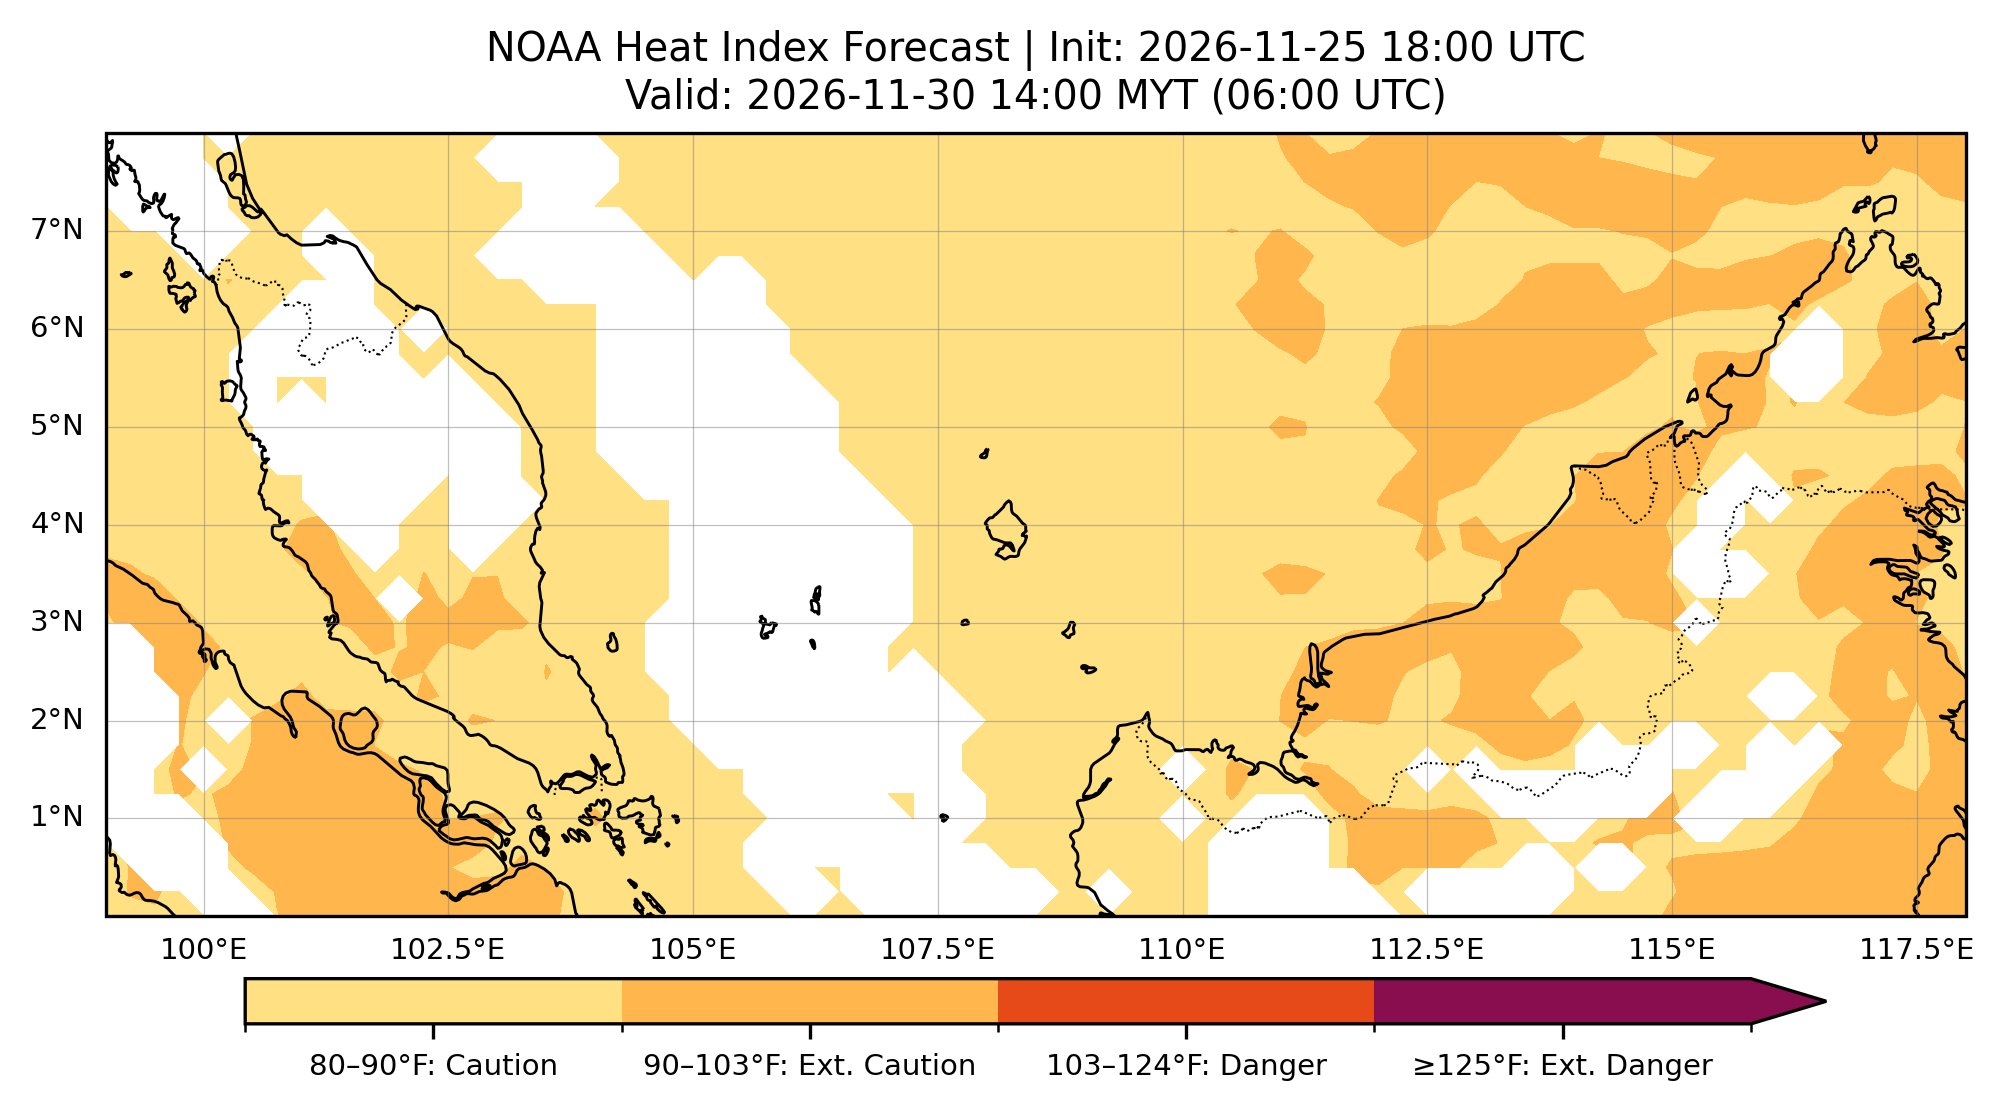 NOAA Heat Index Forecast | Init: 2026-11-25 18:00 UTC
Valid: 2026-11-30 14:00 MYT (06:00 UTC)
7°N
6°N
5°N
4°N
3°N
2°N
1°N
100°E 102.5°E 105°E 107.5°E 110°E 112.5°E 115°E 117.5°E
80–90°F: Caution 90–103°F: Ext. Caution 103–124°F: Danger ≥125°F: Ext. Danger